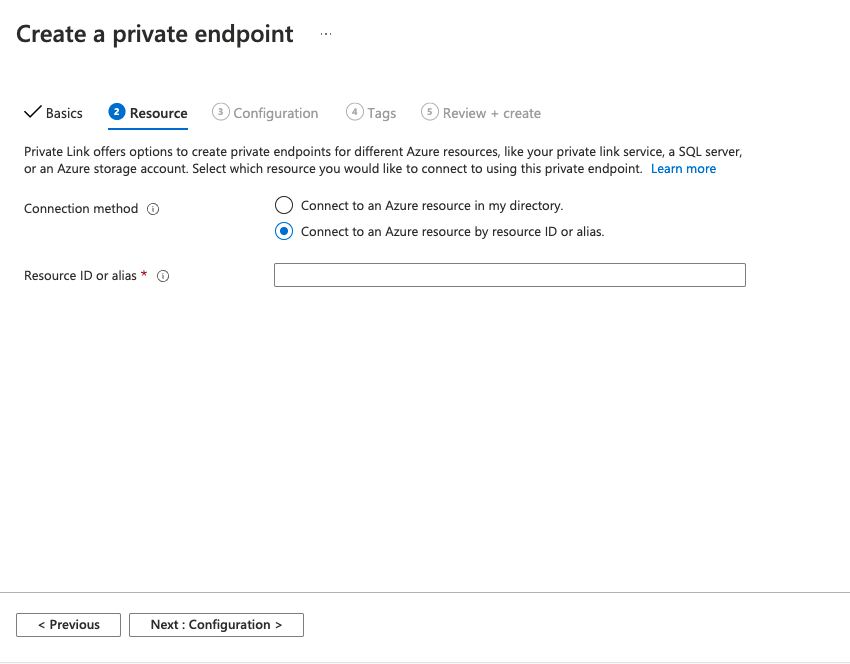 Create a private endpoint ...
Basics 2 Resource 3 Configuration 4 Tags 5 Review + create
Private Link offers options to create private endpoints for different Azure resources, like your private link service, a SQL server,
or an Azure storage account. Select which resource you would like to connect to using this private endpoint. Learn more
Connection method i
Connect to an Azure resource in my directory.
Connect to an Azure resource by resource ID or alias.
Resource ID or alias * i
< Previous Next : Configuration >